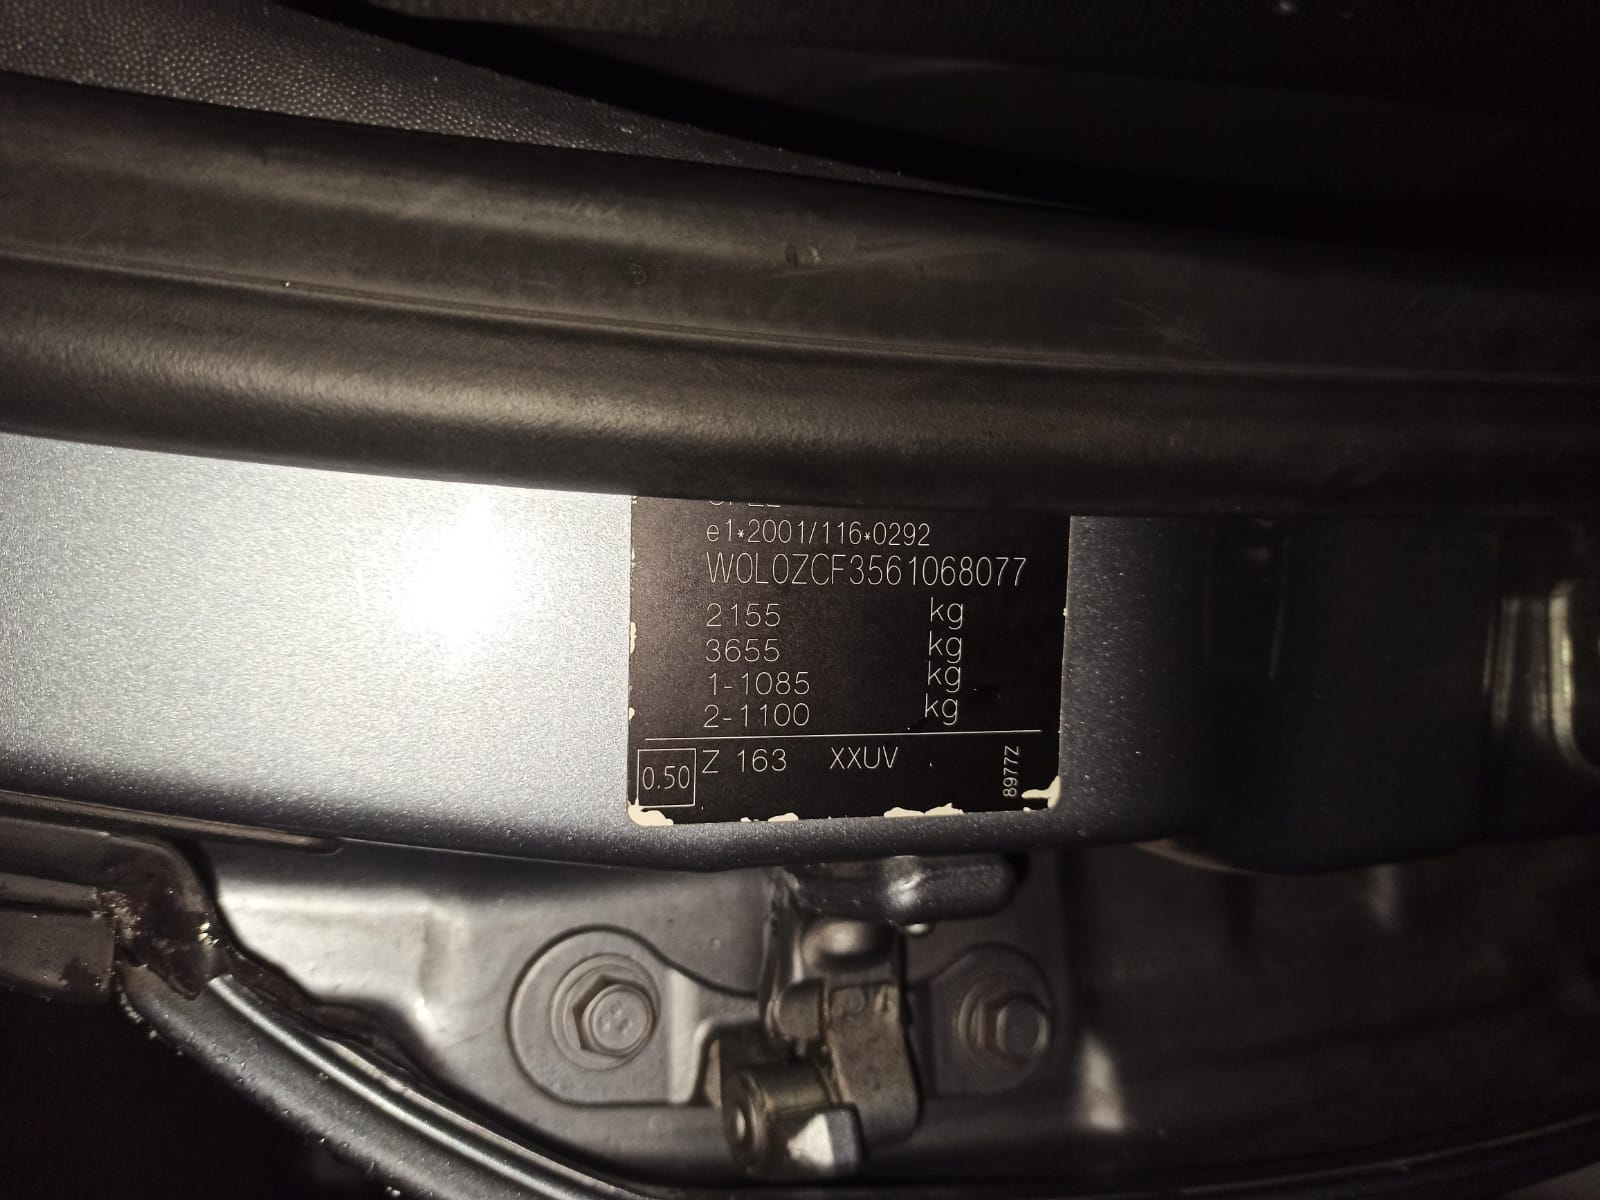 e1*2001/116*0292
W0L0ZCF3561068077
2155 kg
3655 kg
1-1085 kg
2-1100 kg
0.50 Z 163 XXUV .
8977Z